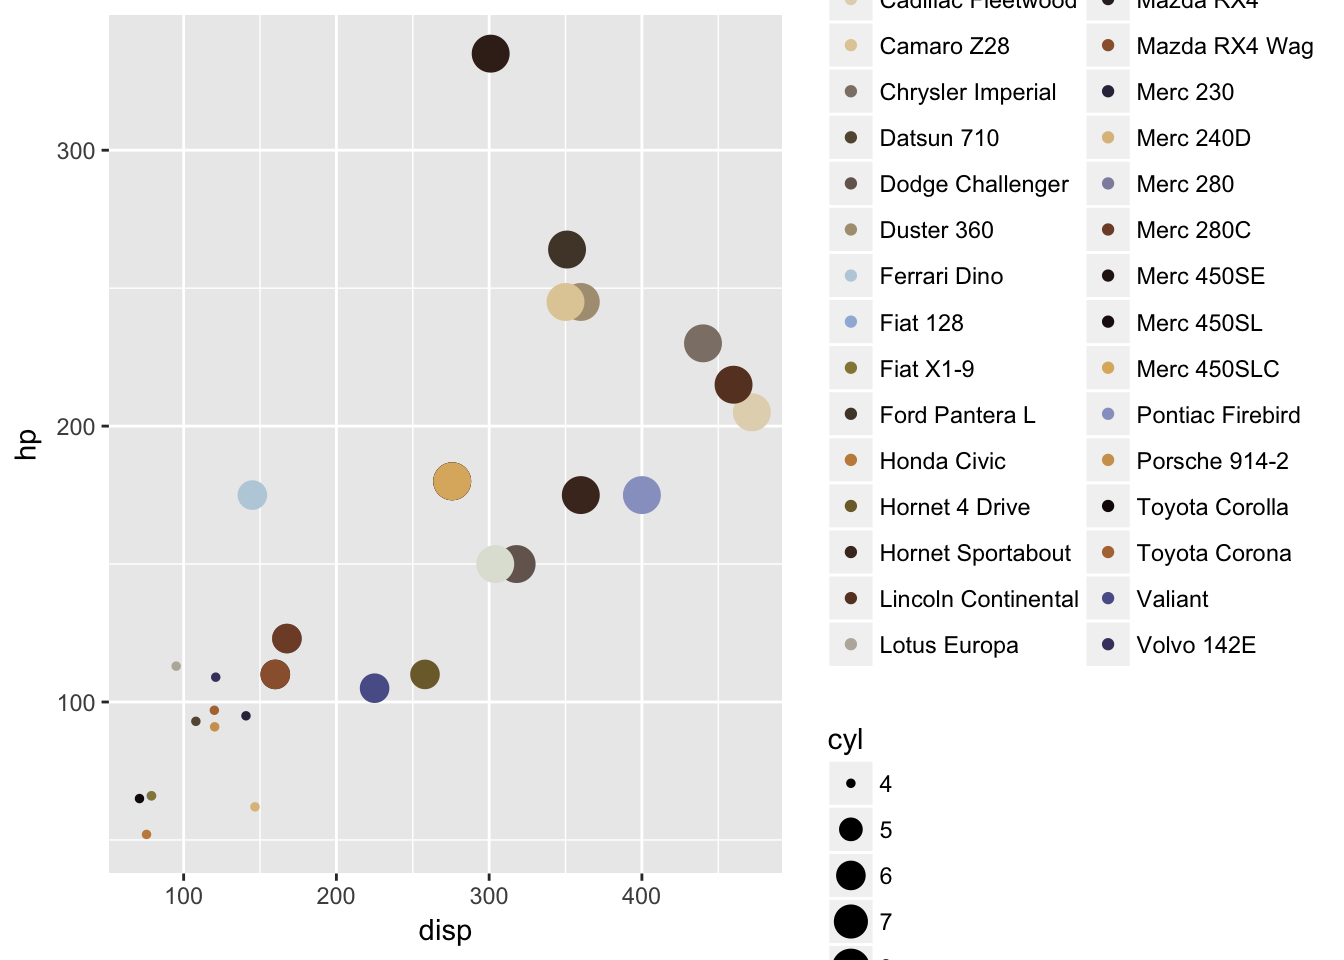 300
200
100
hp
100 200 300 400
disp
Cadillac Fleetwood
Camaro Z28
Chrysler Imperial
Datsun 710
Dodge Challenger
Duster 360
Ferrari Dino
Fiat 128
Fiat X1-9
Ford Pantera L
Honda Civic
Hornet 4 Drive
Hornet Sportabout
Lincoln Continental
Lotus Europa
Mazda RX4
Mazda RX4 Wag
Merc 230
Merc 240D
Merc 280
Merc 280C
Merc 450SE
Merc 450SL
Merc 450SLC
Pontiac Firebird
Porsche 914-2
Toyota Corolla
Toyota Corona
Valiant
Volvo 142E
cyl
4
5
6
7